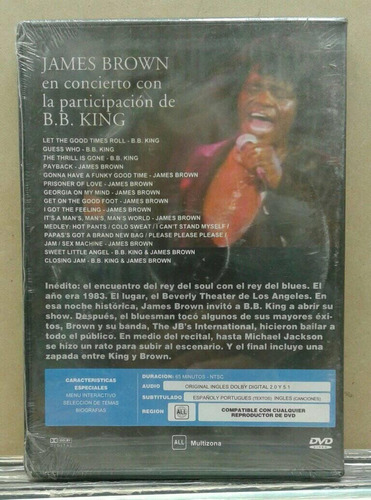 JAMES BROWN
en concierto con
la participación de
B.B. KING
LET THE GOOD TIMES ROLL - B.B. KING
GUESS WHO - B.B. KING
THE THRILL IS GONE - B.B. KING
PAYBACK - JAMES BROWN
GONNA HAVE A FUNKY GOOD TIME - JAMES BROWN
PRISONER OF LOVE - JAMES BROWN
GEORGIA ON MY MIND - JAMES BROWN
GET ON THE GOOD FOOT - JAMES BROWN
I GOT THE FEELING - JAMES BROWN
IT'S A MAN'S, MAN'S, MAN'S WORLD - JAMES BROWN
MEDLEY: HOT PANTS / COLD SWEAT / I CAN'T STAND MYSELF /
PAPAS'S GOT A BRAND NEW BAG / PLEASE PLEASE PLEASE /
JAM / SEX MACHINE - JAMES BROWN
SWEET LITTLE ANGEL - B.B. KING & JAMES BROWN
CLOSING JAM - B.B. KING & JAMES BROWN
Inédito: el encuentro del rey del soul con el rey del blues. El
año era 1983. El lugar, el Beverly Theater de Los Angeles. En
esa noche histórica, James Brown invitó a B.B. King a abrir su
show. Después, el bluesman tocó algunos de sus mayores éxi-
tos, Brown y su banda, The JB's International, hicieron bailar a
todo el público. En medio del recital, hasta Michael Jackson
se hizo un rato para subir al escenario. Y el final incluye una
zapada entre King y Brown.
CARACTERISTICAS
ESPECIALES
MENU INTERACTIVO
SELECCION DE TEMAS
BIOGRAFIAS
DURACION: MINUTOS - NTSC
AUDIO ORIGINAL INGLES DOLBY DIGITAL 2.0 Y 5.1
SUBTITULADO ESPAÑOL Y PORTUGUES (TEXTOS) INGLES (CANCIONES)
REGION ALL COMPATIBLE CON CUALQUIER
REPRODUCTOR DE DVD
ALL Multizona
DVD